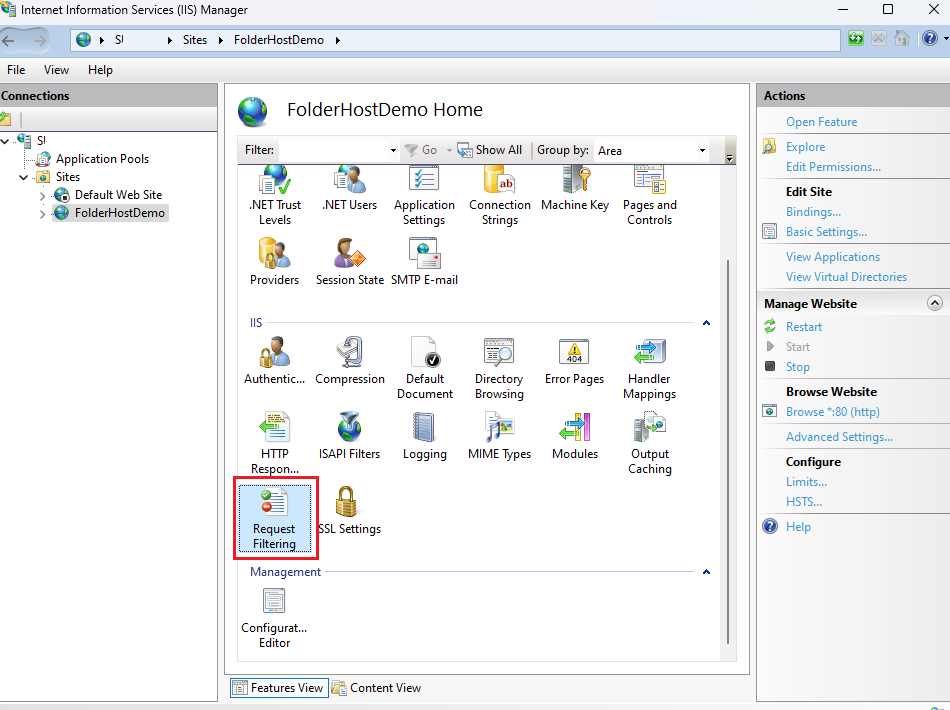 Internet Information Services (IIS) Manager
Sites FolderHostDemo
File View Help
Connections
Application Pools
Sites
Default Web Site
FolderHostDemo
FolderHostDemo Home
Filter: Go Show All Group by: Area
.NET Trust Levels
.NET Users
Application Settings
Connection Strings
Machine Key
Pages and Controls
Providers
Session State
SMTP E-mail
IIS
Authentic...
Compression
Default Document
Directory Browsing
Error Pages
Handler Mappings
HTTP Respon...
ISAPI Filters
Logging
MIME Types
Modules
Output Caching
Request Filtering
SSL Settings
Management
Configurat... Editor
Features View Content View
Actions
Open Feature
Explore
Edit Permissions...
Edit Site
Bindings...
Basic Settings...
View Applications
View Virtual Directories
Manage Website
Restart
Start
Stop
Browse Website
Browse *:80 (http)
Advanced Settings...
Configure
Limits...
HSTS...
Help